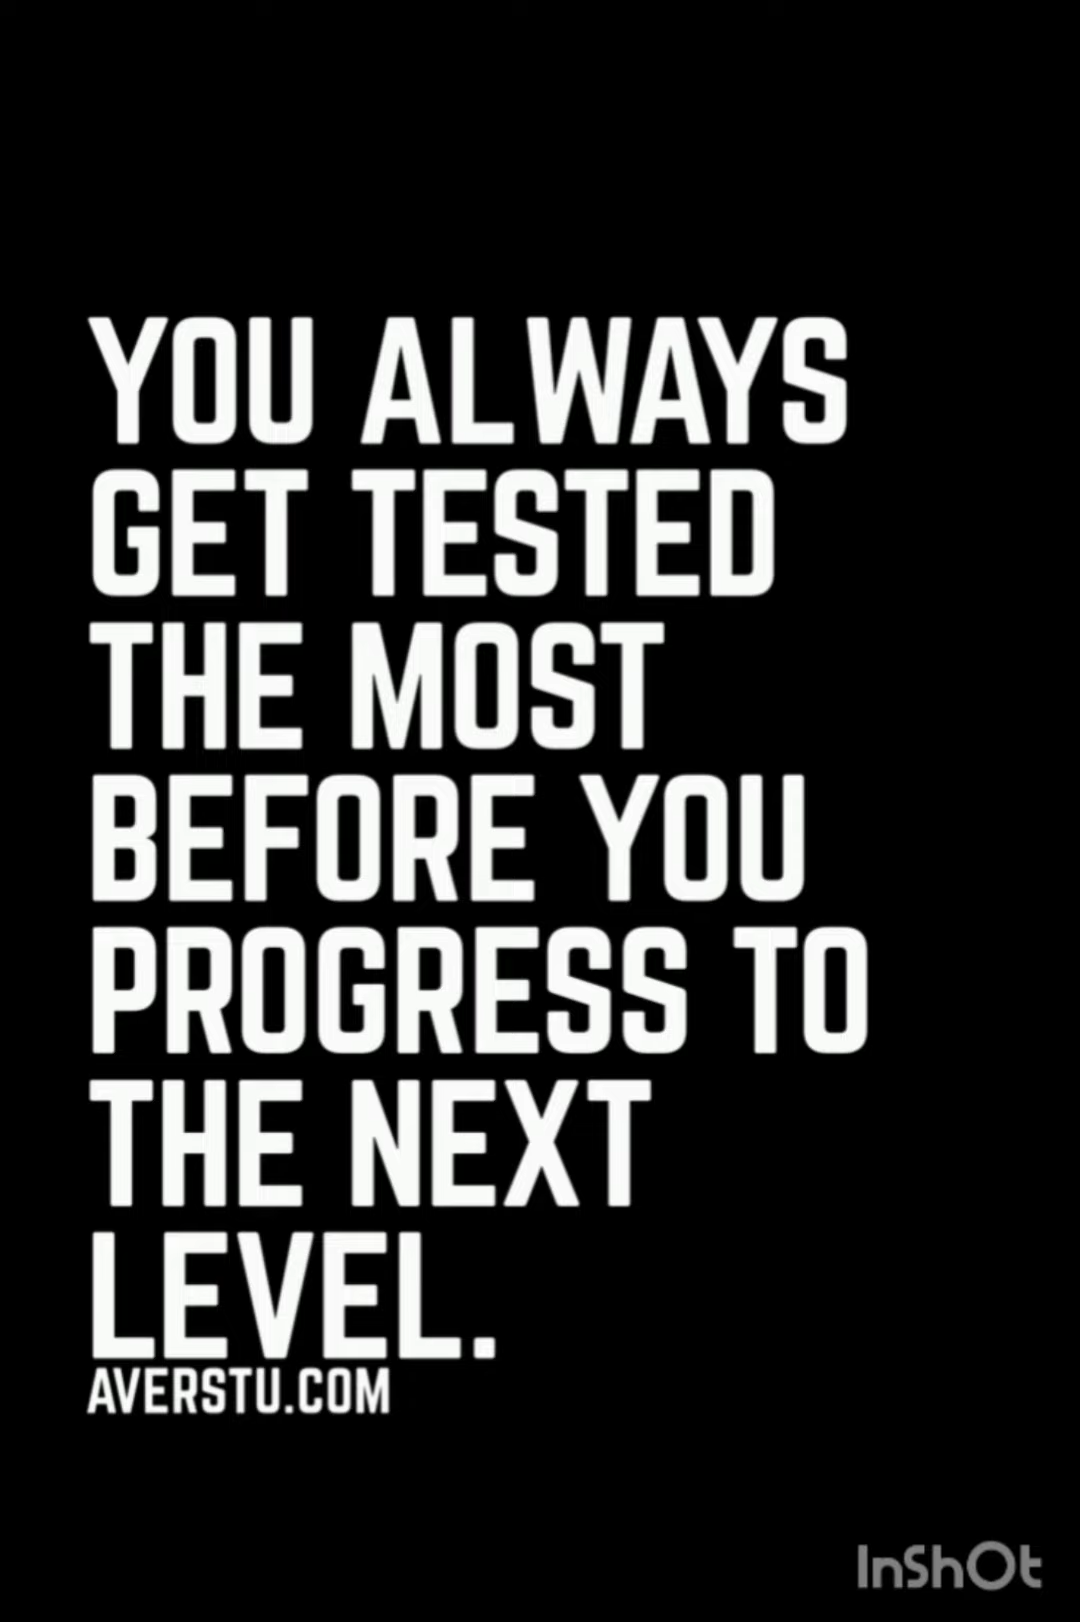 YOU ALWAYS
GET TESTED
THE MOST
BEFORE YOU
PROGRESS TO
THE NEXT
LEVEL.
AVERSTU.COM
InShOt